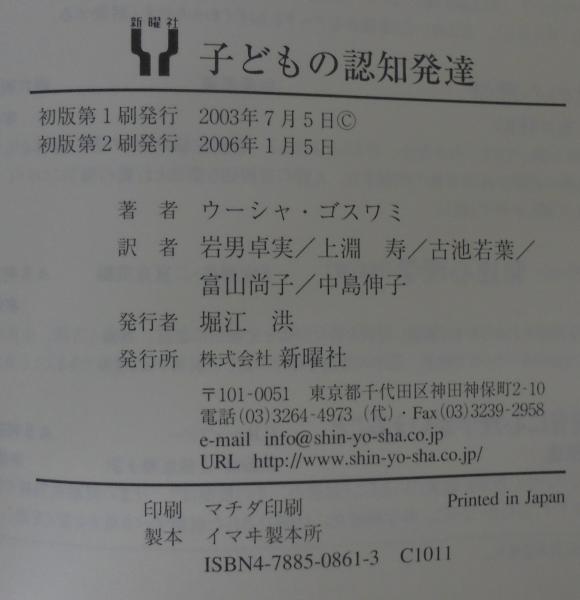 新曜社
子どもの認知発達
初版第1刷発行 2003年7月5日©
初版第2刷発行 2006年1月5日
著者 ウーシャ・ゴスワミ
訳者 岩男卓実／上淵 寿／古池若葉／
富山尚子／中島伸子
発行者 堀江 洪
発行所 株式会社 新曜社
〒101-0051 東京都千代田区神田神保町2-10
電話(03)3264-4973(代)・Fax(03)3239-2958
e-mail info@shin-yo-sha.co.jp
URL http://www.shin-yo-sha.co.jp/
印刷 マチダ印刷 Printed in Japan
製本 イマヰ製本所
ISBN4-7885-0861-3 C1011